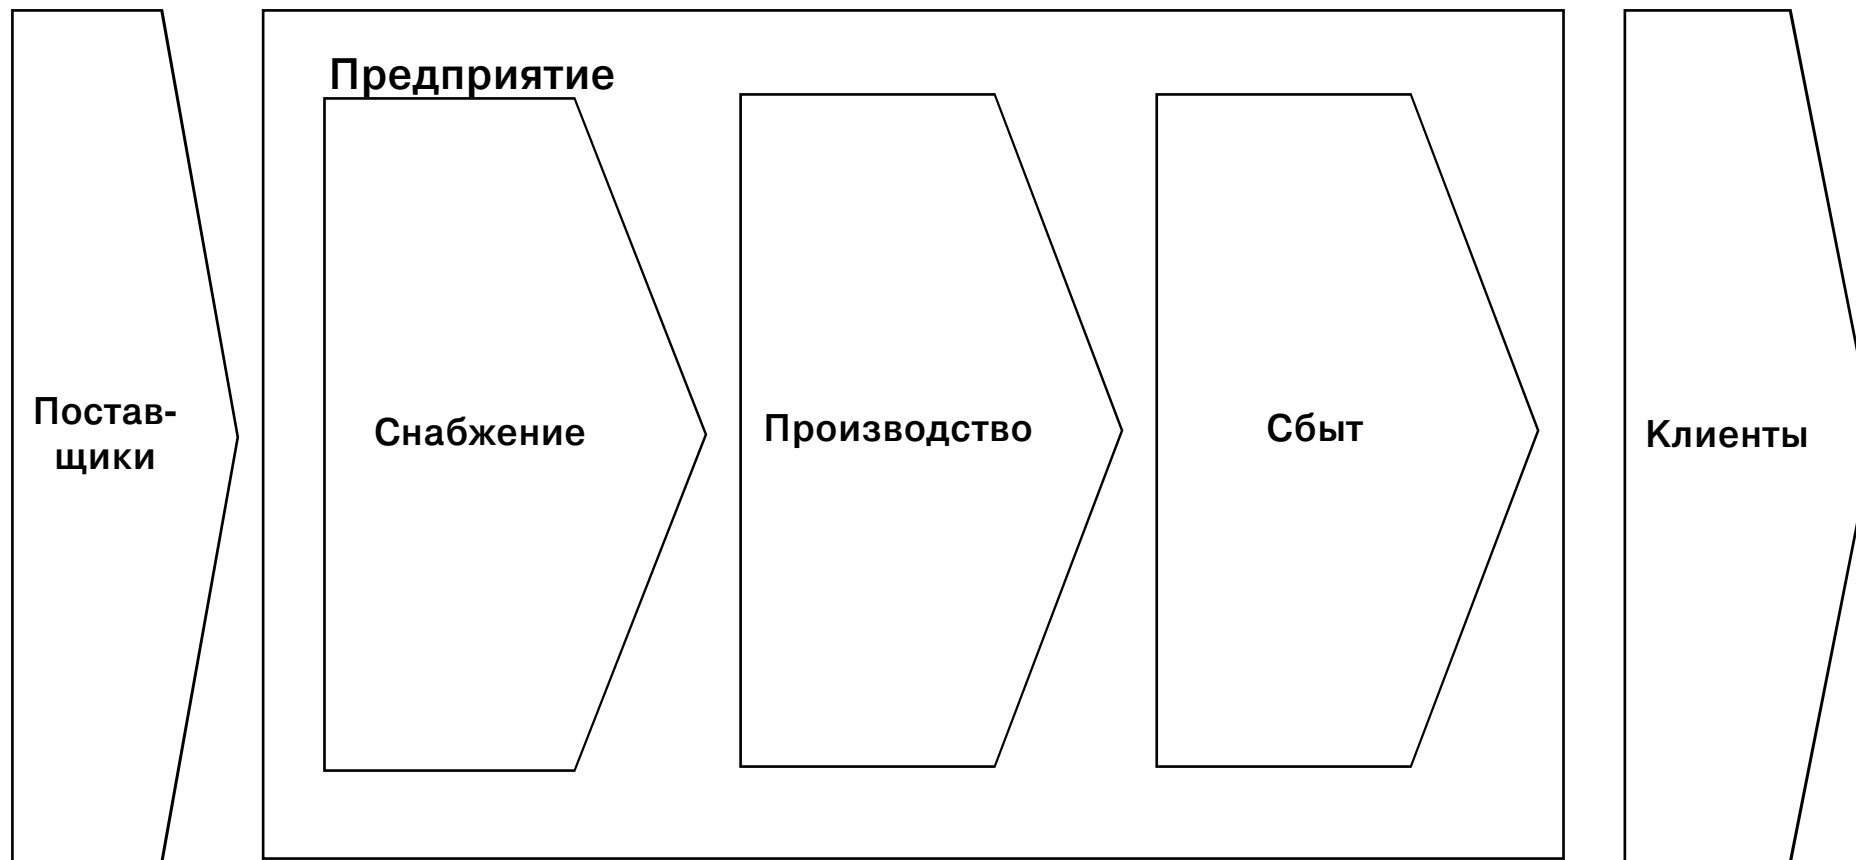 Предприятие
Постав-
щики
Снабжение
Производство
Сбыт
Клиенты